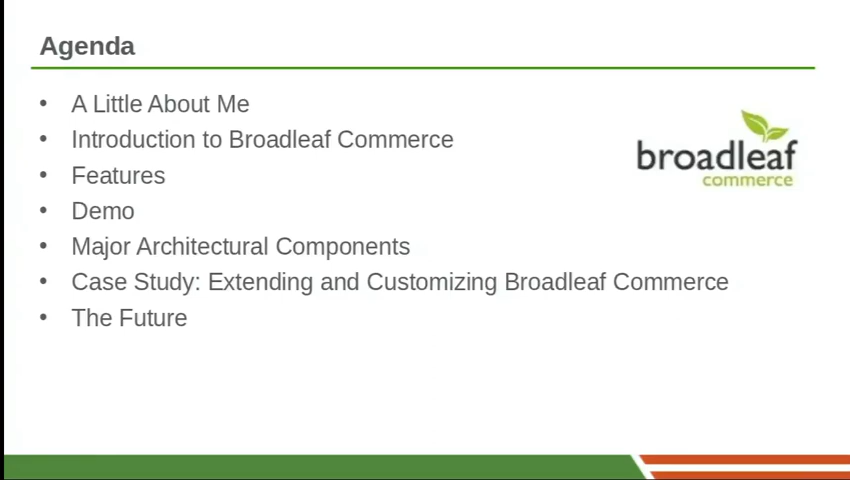 Agenda
• A Little About Me
• Introduction to Broadleaf Commerce
• Features
• Demo
• Major Architectural Components
• Case Study: Extending and Customizing Broadleaf Commerce
• The Future
broadleaf
commerce